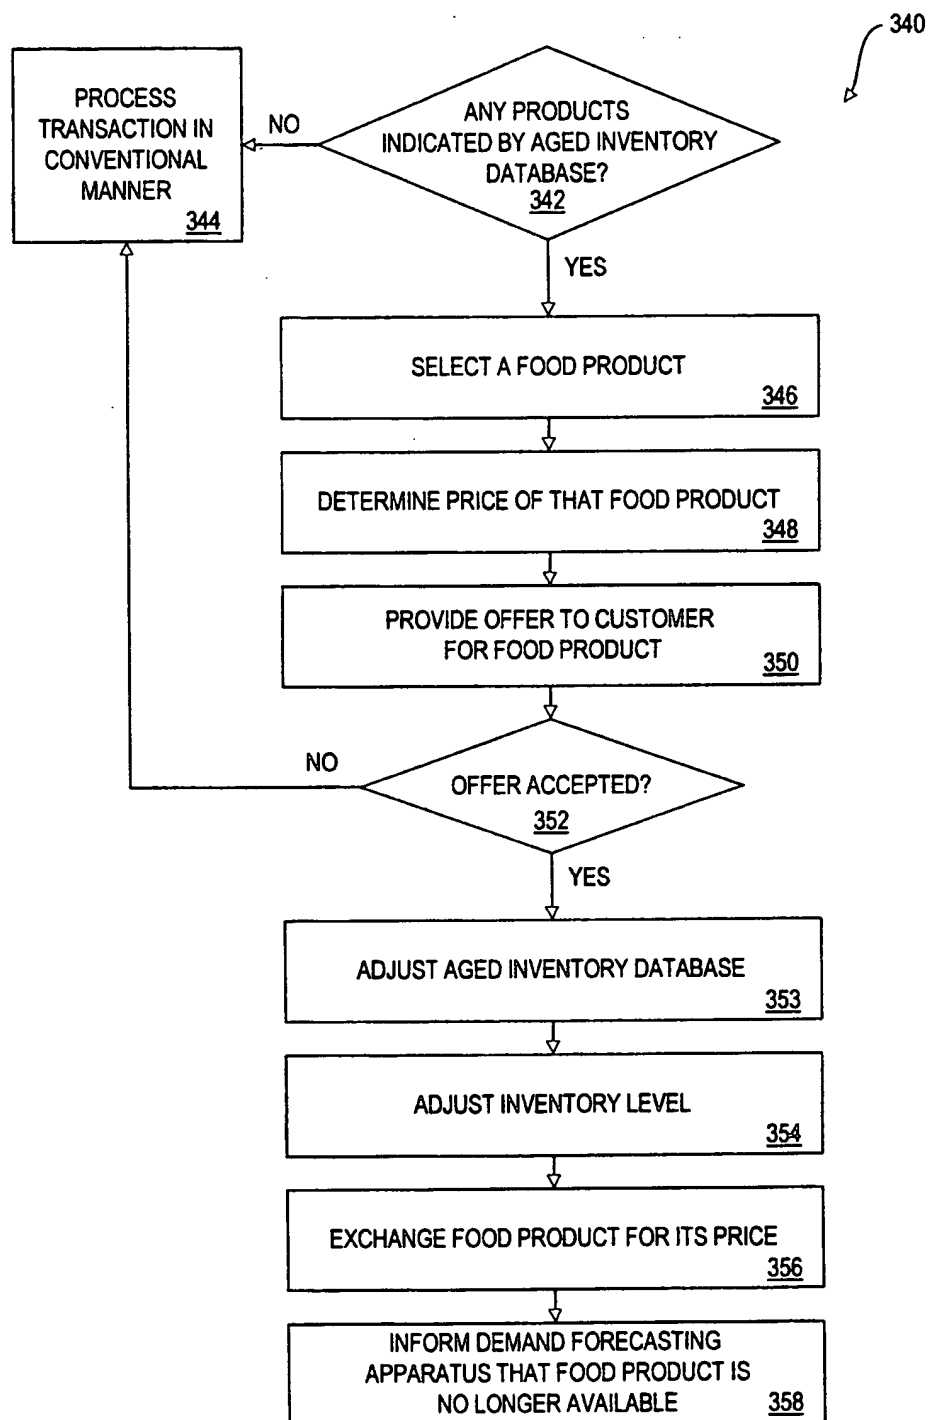 340
PROCESS
TRANSACTION IN
CONVENTIONAL
MANNER
344
NO
ANY PRODUCTS
INDICATED BY AGED INVENTORY
DATABASE?
342
YES
SELECT A FOOD PRODUCT
346
DETERMINE PRICE OF THAT FOOD PRODUCT
348
PROVIDE OFFER TO CUSTOMER
FOR FOOD PRODUCT
350
NO
OFFER ACCEPTED?
352
YES
ADJUST AGED INVENTORY DATABASE
353
ADJUST INVENTORY LEVEL
354
EXCHANGE FOOD PRODUCT FOR ITS PRICE
356
INFORM DEMAND FORECASTING
APPARATUS THAT FOOD PRODUCT IS
NO LONGER AVAILABLE
358